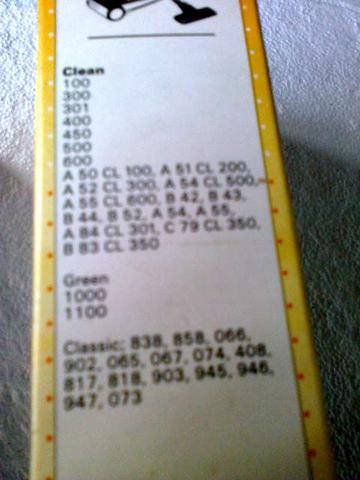 Clean
100
300
301
400
450
500
600
A 50 CL 100, A 51 CL 200,
A 52 CL 300, A 54 CL 500,
A 55 CL 600, B 42, B 43,
B 44, B 52, A 54, A 55,
A 84 CL 301, C 79 CL 350,
B 83 CL 350
Green
1000
1100
Classic: 838, 858, 066,
902, 065, 067, 074, 408,
817, 818, 903, 945, 946,
947, 073